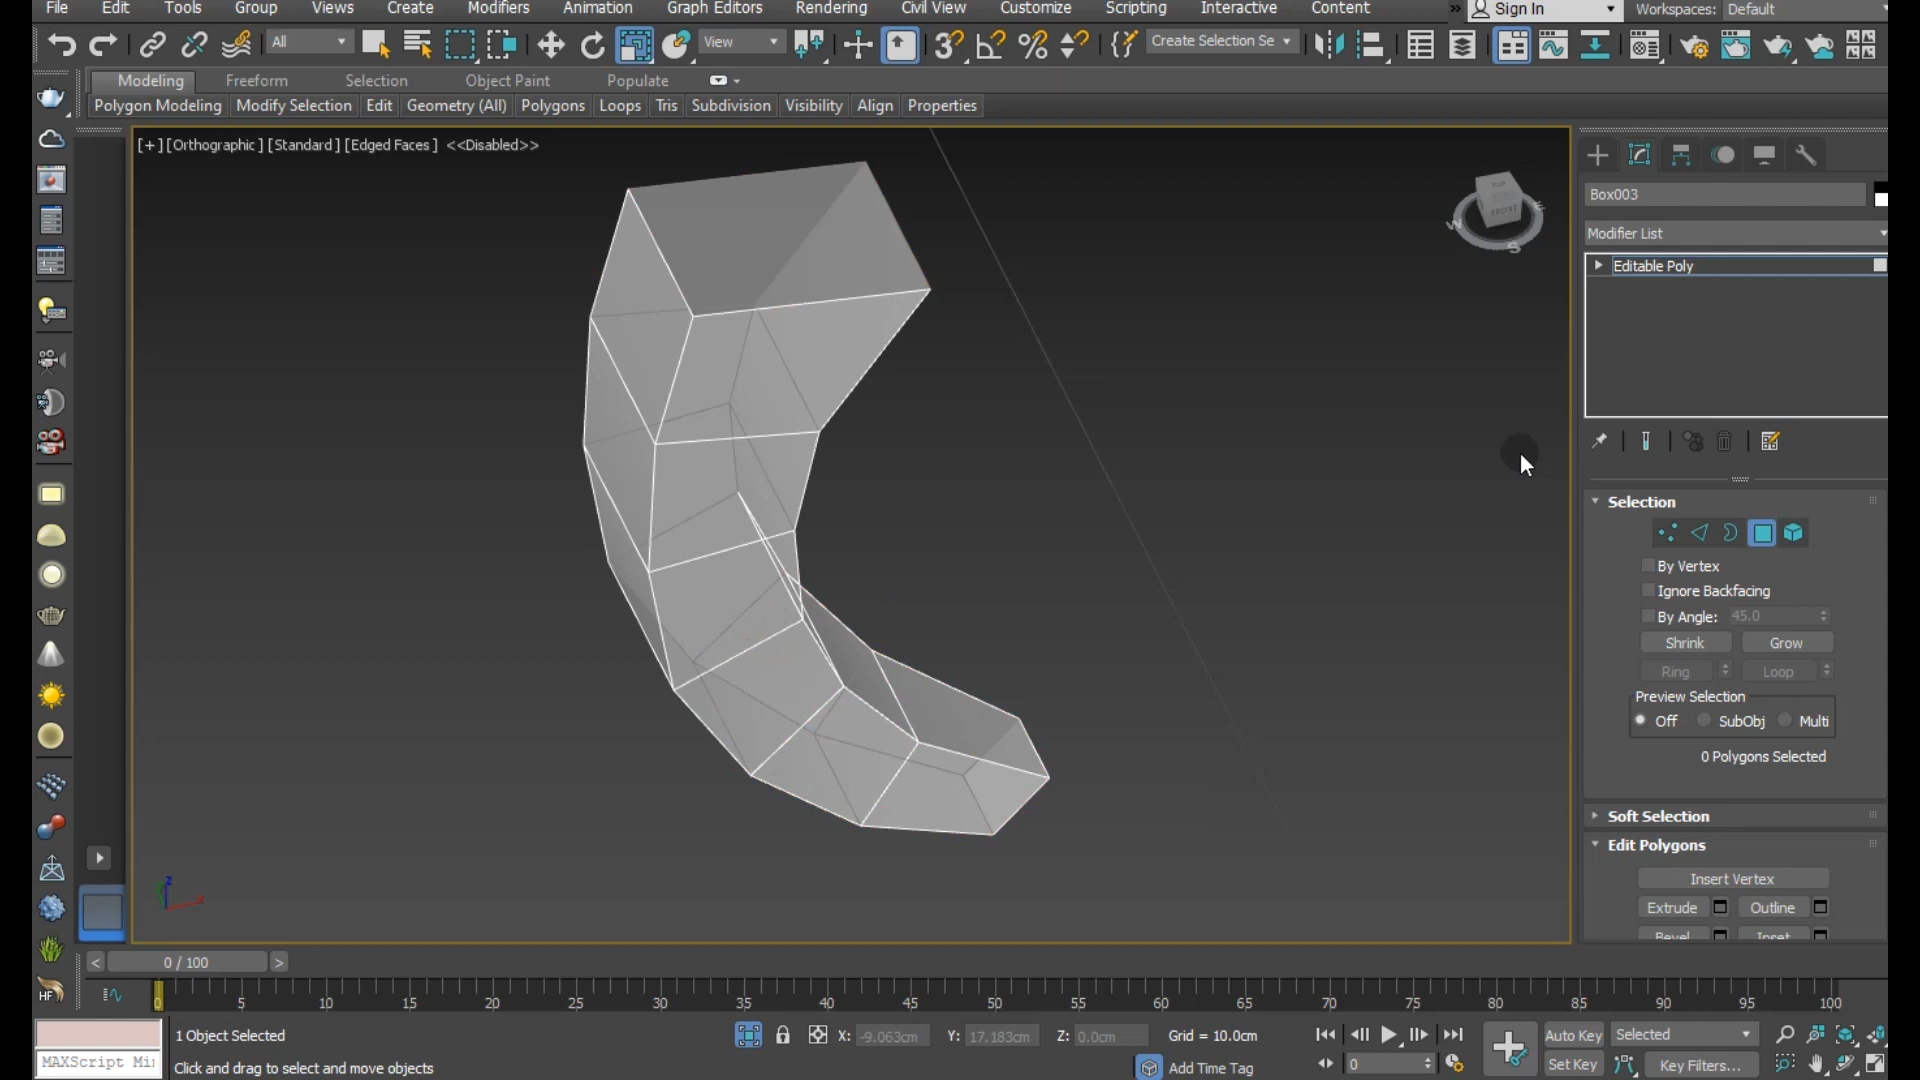 File Edit Tools Group Views Create Modifiers Animation Graph Editors Rendering Civil View Customize Scripting Interactive Content » Sign In Workspaces: Default
All View 3 Create Selection Se
Modeling Freeform Selection Object Paint Populate
Polygon Modeling Modify Selection Edit Geometry (All) Polygons Loops Tris Subdivision Visibility Align Properties
[+] [Orthographic] [Standard] [Edged Faces] <<Disabled>>
FRONT
W
E
S
Box003
Modifier List
Editable Poly
Selection
By Vertex
Ignore Backfacing
By Angle: 45.0
Shrink Grow
Ring Loop
Preview Selection
Off SubObj Multi
0 Polygons Selected
Soft Selection
Edit Polygons
Insert Vertex
Extrude Outline
Bevel Inset
HF
z
< 0 / 100 >
0 5 10 15 20 25 30 35 40 45 50 55 60 65 70 75 80 85 90 95 100
1 Object Selected X: -9.063cm Y: 17.183cm Z: 0.0cm Grid = 10.0cm Auto Key Selected
MAXScript Mi Click and drag to select and move objects Add Time Tag 0 Set Key Key Filters...